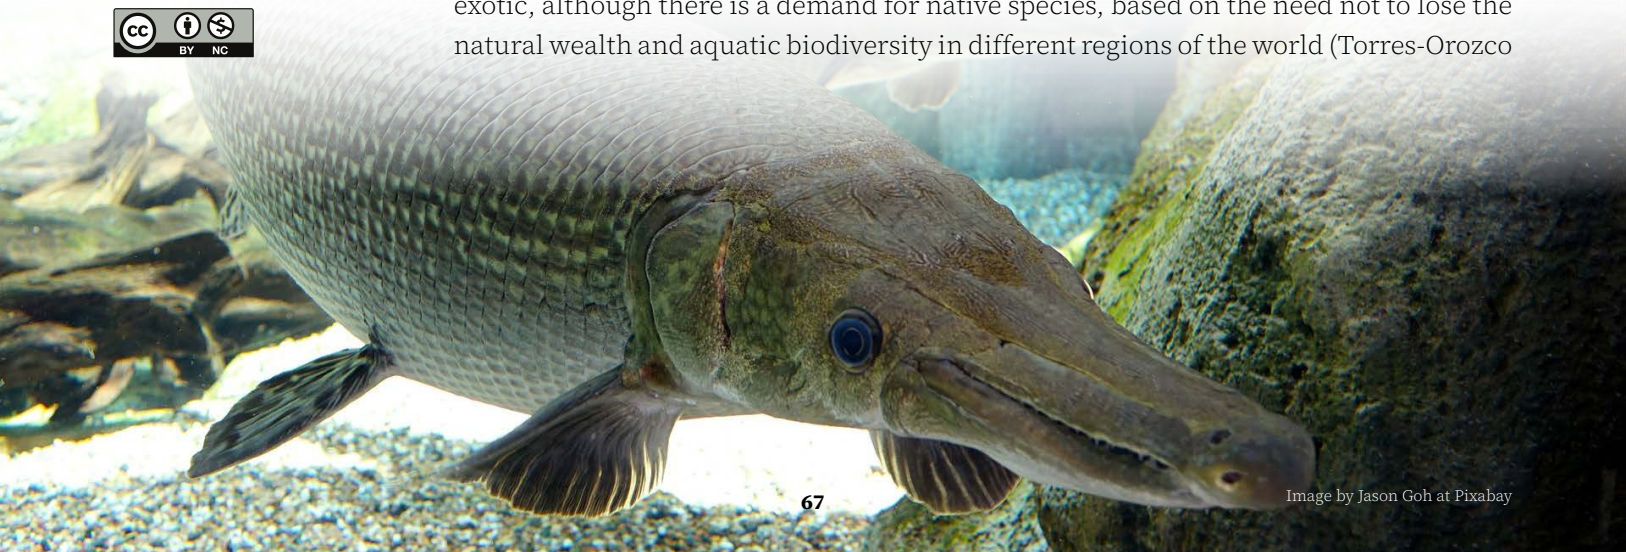 exotic, although there is a demand for native species, based on the need not to lose the
natural wealth and aquatic biodiversity in different regions of the world (Torres-Orozco
cc
BY NC
67
Image by Jason Goh at Pixabay